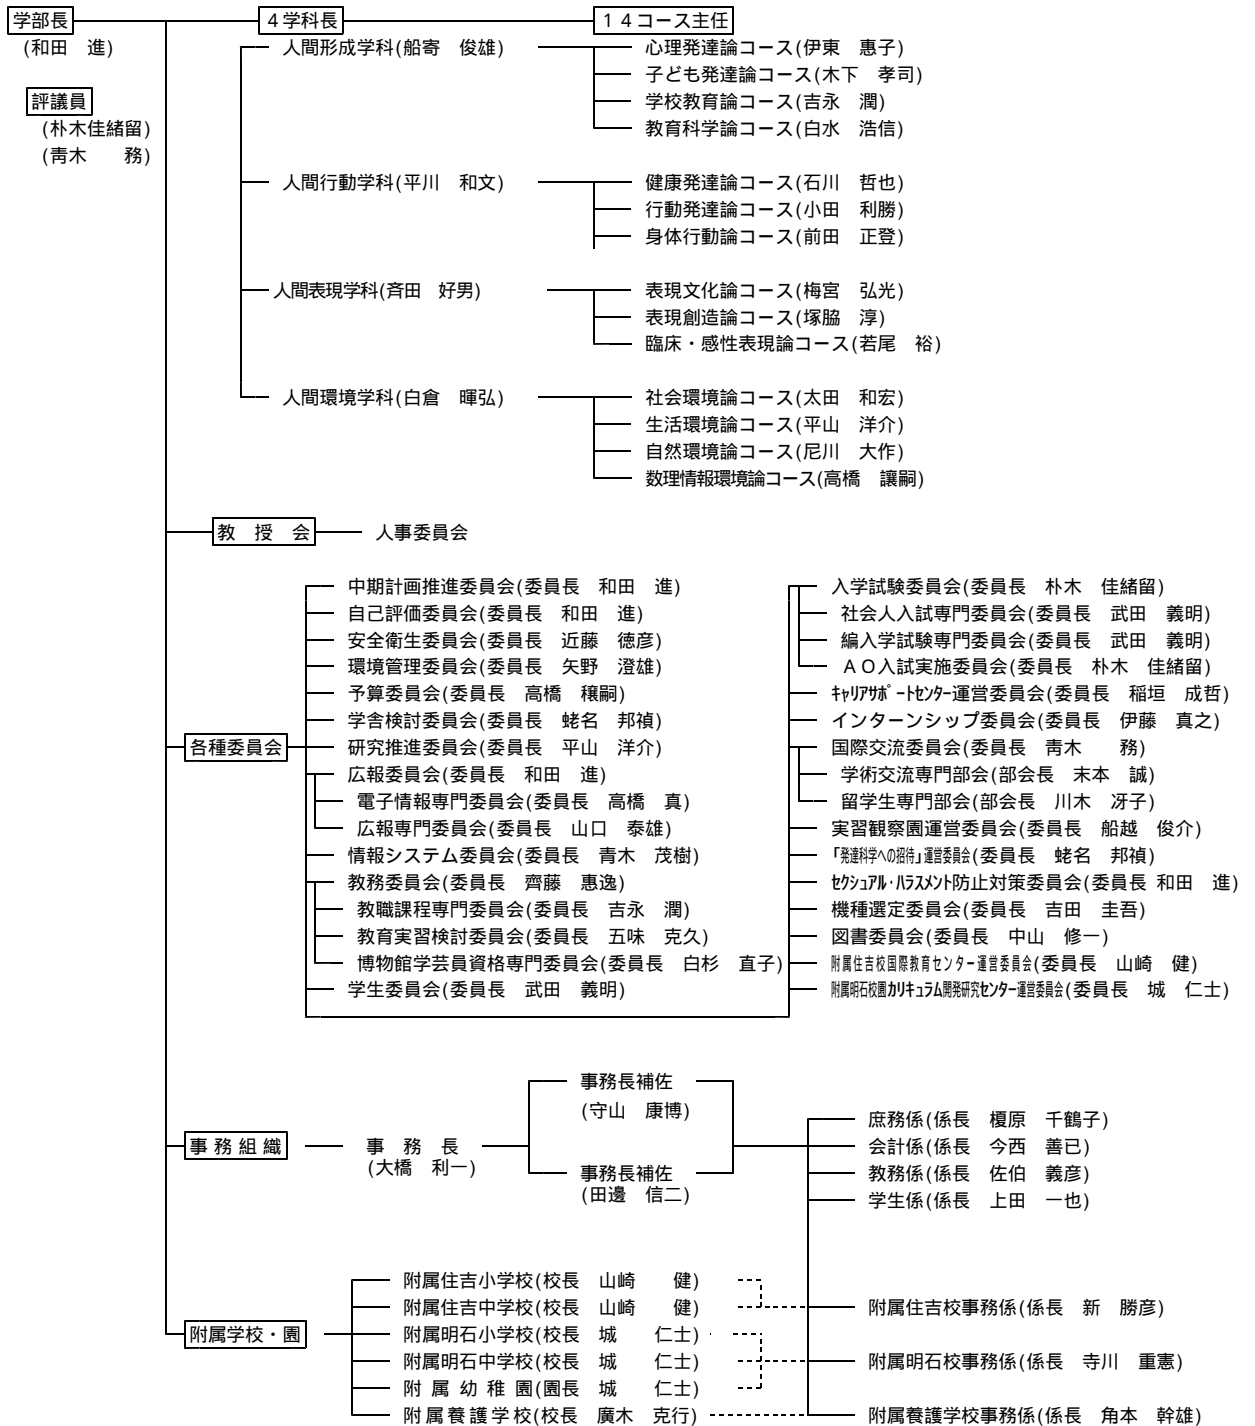 学部長 4学科長 14コース主任
(和田 進) 人間形成学科(船寄 俊雄) 心理発達論コース(伊東 惠子)
子ども発達論コース(木下 孝司)
評議員 学校教育論コース(吉永 潤)
(朴木佳緒留) 教育科学論コース(白水 浩信)
(靑木 務)
人間行動学科(平川 和文) 健康発達論コース(石川 哲也)
行動発達論コース(小田 利勝)
身体行動論コース(前田 正登)
人間表現学科(斉田 好男) 表現文化論コース(梅宮 弘光)
表現創造論コース(塚脇 淳)
臨床・感性表現論コース(若尾 裕)
人間環境学科(白倉 暉弘) 社会環境論コース(太田 和宏)
生活環境論コース(平山 洋介)
自然環境論コース(尼川 大作)
数理情報環境論コース(高橋 讓嗣)
教 授 会 人事委員会
中期計画推進委員会(委員長 和田 進) 入学試験委員会(委員長 朴木 佳緒留)
自己評価委員会(委員長 和田 進) 社会人入試専門委員会(委員長 武田 義明)
安全衛生委員会(委員長 近藤 徳彦) 編入学試験専門委員会(委員長 武田 義明)
環境管理委員会(委員長 矢野 澄雄) AO入試実施委員会(委員長 朴木 佳緒留)
予算委員会(委員長 高橋 穣嗣) キャリアサポートセンター運営委員会(委員長 稲垣 成哲)
学舎検討委員会(委員長 蛯名 邦禎) インターンシップ委員会(委員長 伊藤 真之)
各種委員会 研究推進委員会(委員長 平山 洋介) 国際交流委員会(委員長 靑木 務)
広報委員会(委員長 和田 進) 学術交流専門部会(部会長 末本 誠)
電子情報専門委員会(委員長 高橋 真) 留学生専門部会(部会長 川木 冴子)
広報専門委員会(委員長 山口 泰雄) 実習観察園運営委員会(委員長 船越 俊介)
情報システム委員会(委員長 青木 茂樹) 「発達科学への招待」運営委員会(委員長 蛯名 邦禎)
教務委員会(委員長 齊藤 惠逸) セクシュアル・ハラスメント防止対策委員会(委員長 和田 進)
教職課程専門委員会(委員長 吉永 潤) 機種選定委員会(委員長 吉田 圭吾)
教育実習検討委員会(委員長 五味 克久) 図書委員会(委員長 中山 修一)
博物館学芸員資格専門委員会(委員長 白杉 直子) 附属住吉校国際教育センター運営委員会(委員長 山崎 健)
学生委員会(委員長 武田 義明) 附属明石校園カリキュラム開発研究センター運営委員会(委員長 城 仁士)
事務長補佐
(守山 康博)
庶務係(係長 榎原 千鶴子)
事務組織 事 務 長 会計係(係長 今西 善已)
(大橋 利一) 事務長補佐 教務係(係長 佐伯 義彦)
(田邊 信二) 学生係(係長 上田 一也)
附属住吉小学校(校長 山崎 健)
附属住吉中学校(校長 山崎 健) 附属住吉校事務係(係長 新 勝彦)
附属学校・園 附属明石小学校(校長 城 仁士)
附属明石中学校(校長 城 仁士) 附属明石校事務係(係長 寺川 重憲)
附 属 幼 稚 園(園長 城 仁士)
附属養護学校(校長 廣木 克行) 附属養護学校事務係(係長 角本 幹雄)